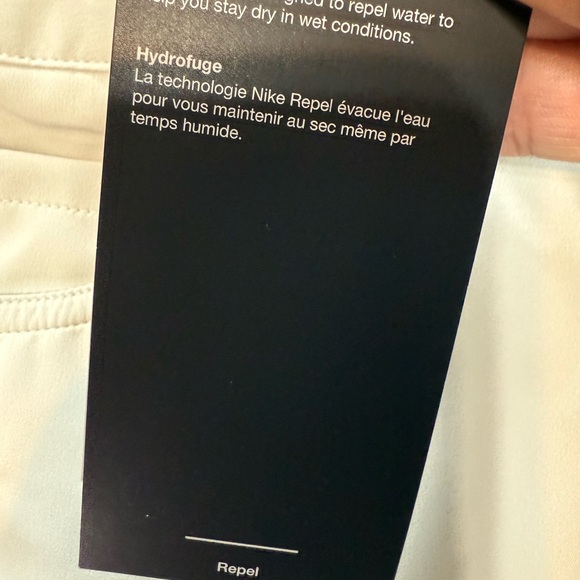 to repel water to
you stay dry in wet conditions.
Hydrofuge
La technologie Nike Repel évacue l'eau
pour vous maintenir au sec même par
temps humide.
Repel